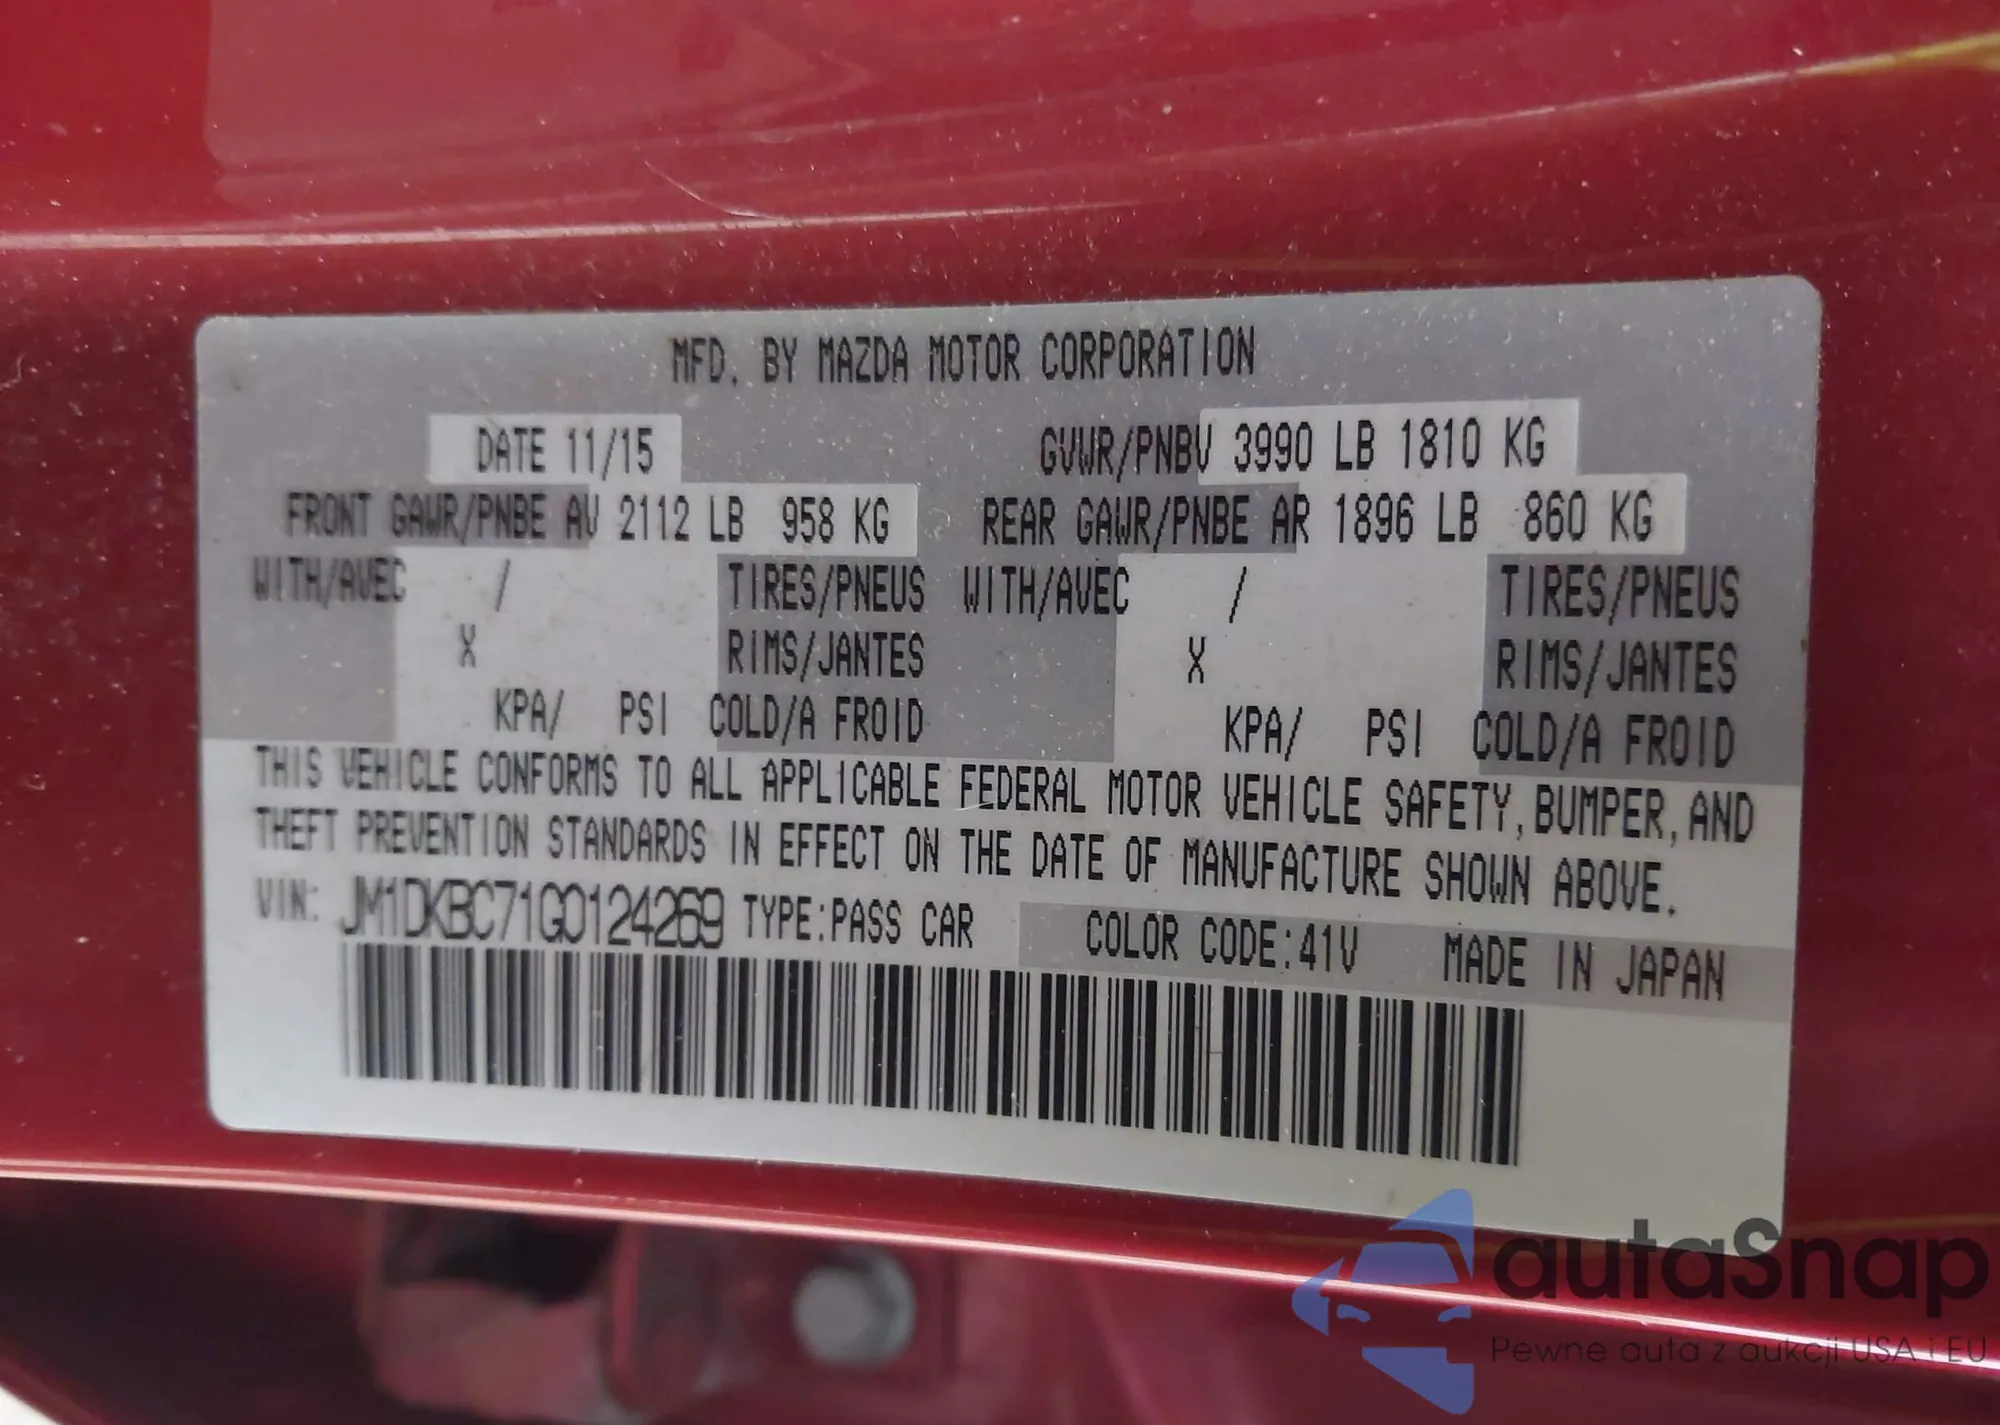 MFD. BY MAZDA MOTOR CORPORATION
DATE 11/15 GVWR/PNBV 3990 LB 1810 KG
FRONT GAWR/PNBE AV 2112 LB 958 KG REAR GAWR/PNBE AR 1896 LB 860 KG
WITH/AVEC / TIRES/PNEUS WITH/AVEC / TIRES/PNEUS
X RIMS/JANTES X RIMS/JANTES
KPA/ PSI COLD/A FROID KPA/ PSI COLD/A FROID
THIS VEHICLE CONFORMS TO ALL APPLICABLE FEDERAL MOTOR VEHICLE SAFETY, BUMPER, AND
THEFT PREVENTION STANDARDS IN EFFECT ON THE DATE OF MANUFACTURE SHOWN ABOVE.
VIN: JM1DKBC71G0124269 TYPE:PASS CAR COLOR CODE:41V MADE IN JAPAN
autaSnap
Pewne auta z aukcji USA i EU